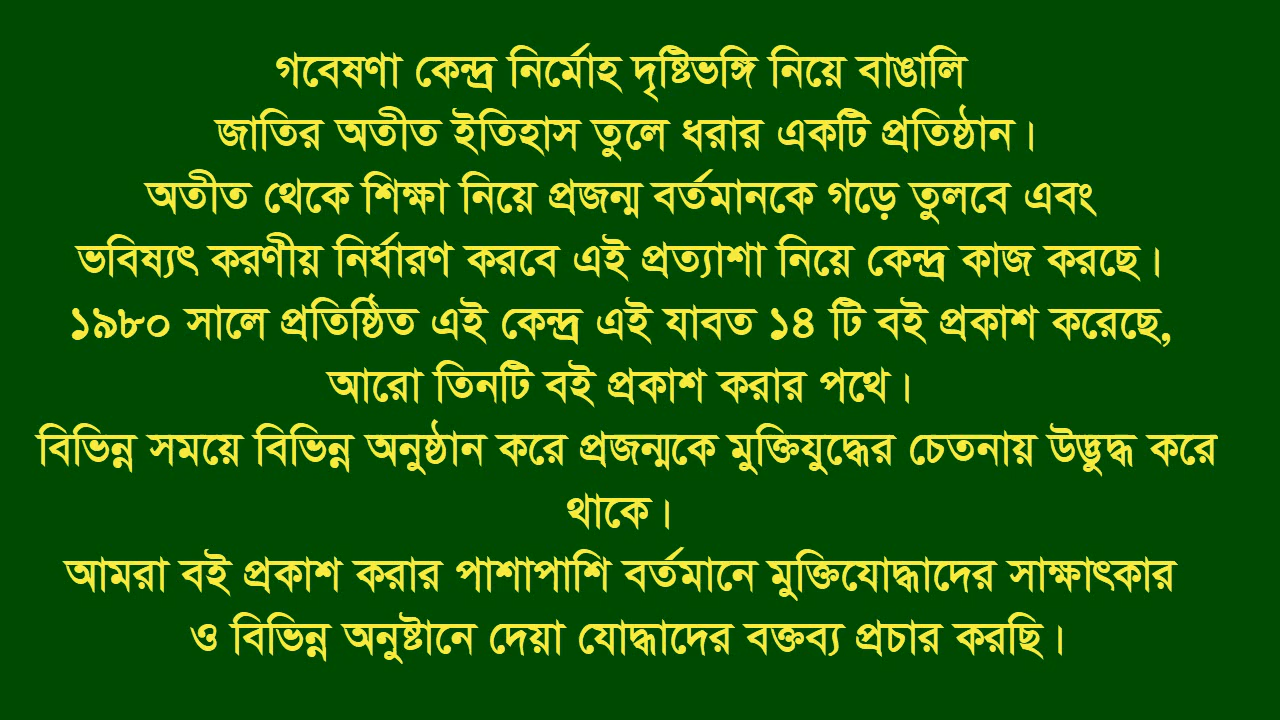 গবেষণা কেন্দ্র নির্মোহ দৃষ্টিভঙ্গি নিয়ে বাঙালি
জাতির অতীত ইতিহাস তুলে ধরার একটি প্রতিষ্ঠান।
অতীত থেকে শিক্ষা নিয়ে প্রজন্ম বর্তমানকে গড়ে তুলবে এবং
ভবিষ্যৎ করণীয় নির্ধারণ করবে এই প্রত্যাশা নিয়ে কেন্দ্র কাজ করছে।
১৯৮০ সালে প্রতিষ্ঠিত এই কেন্দ্র এই যাবত ১৪ টি বই প্রকাশ করেছে,
আরো তিনটি বই প্রকাশ করার পথে।
বিভিন্ন সময়ে বিভিন্ন অনুষ্ঠান করে প্রজন্মকে মুক্তিযুদ্ধের চেতনায় উদ্ভুদ্ধ করে
থাকে।
আমরা বই প্রকাশ করার পাশাপাশি বর্তমানে মুক্তিযোদ্ধাদের সাক্ষাৎকার
ও বিভিন্ন অনুষ্টানে দেয়া যোদ্ধাদের বক্তব্য প্রচার করছি।